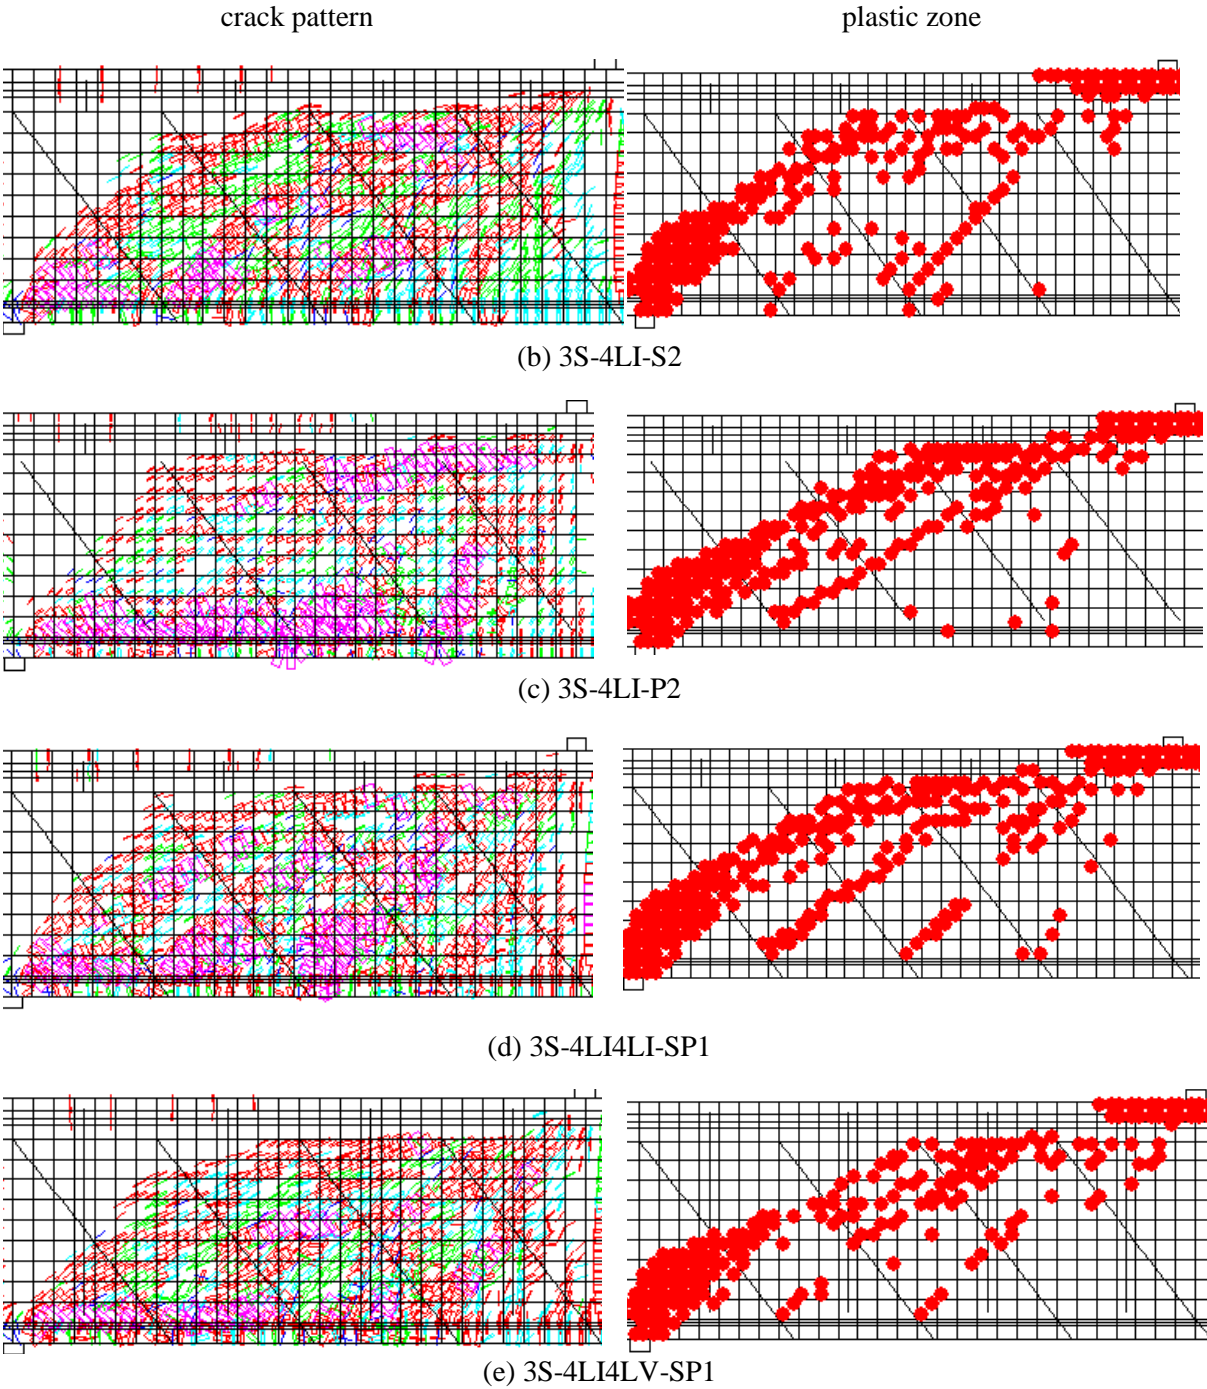 crack pattern
plastic zone
(b) 3S-4LI-S2
(c) 3S-4LI-P2
(d) 3S-4LI4LI-SP1
(e) 3S-4LI4LV-SP1